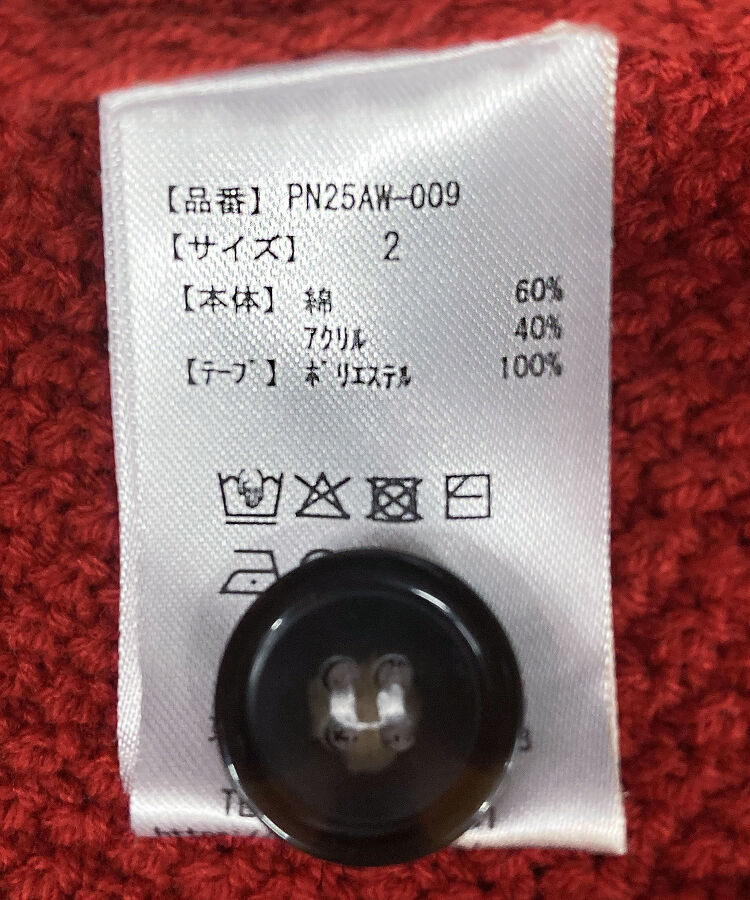 【品番】 PN25AW-009
【サイズ】 2
【本体】 綿 60%
アクリル 40%
【テープ】 ポリエステル 100%